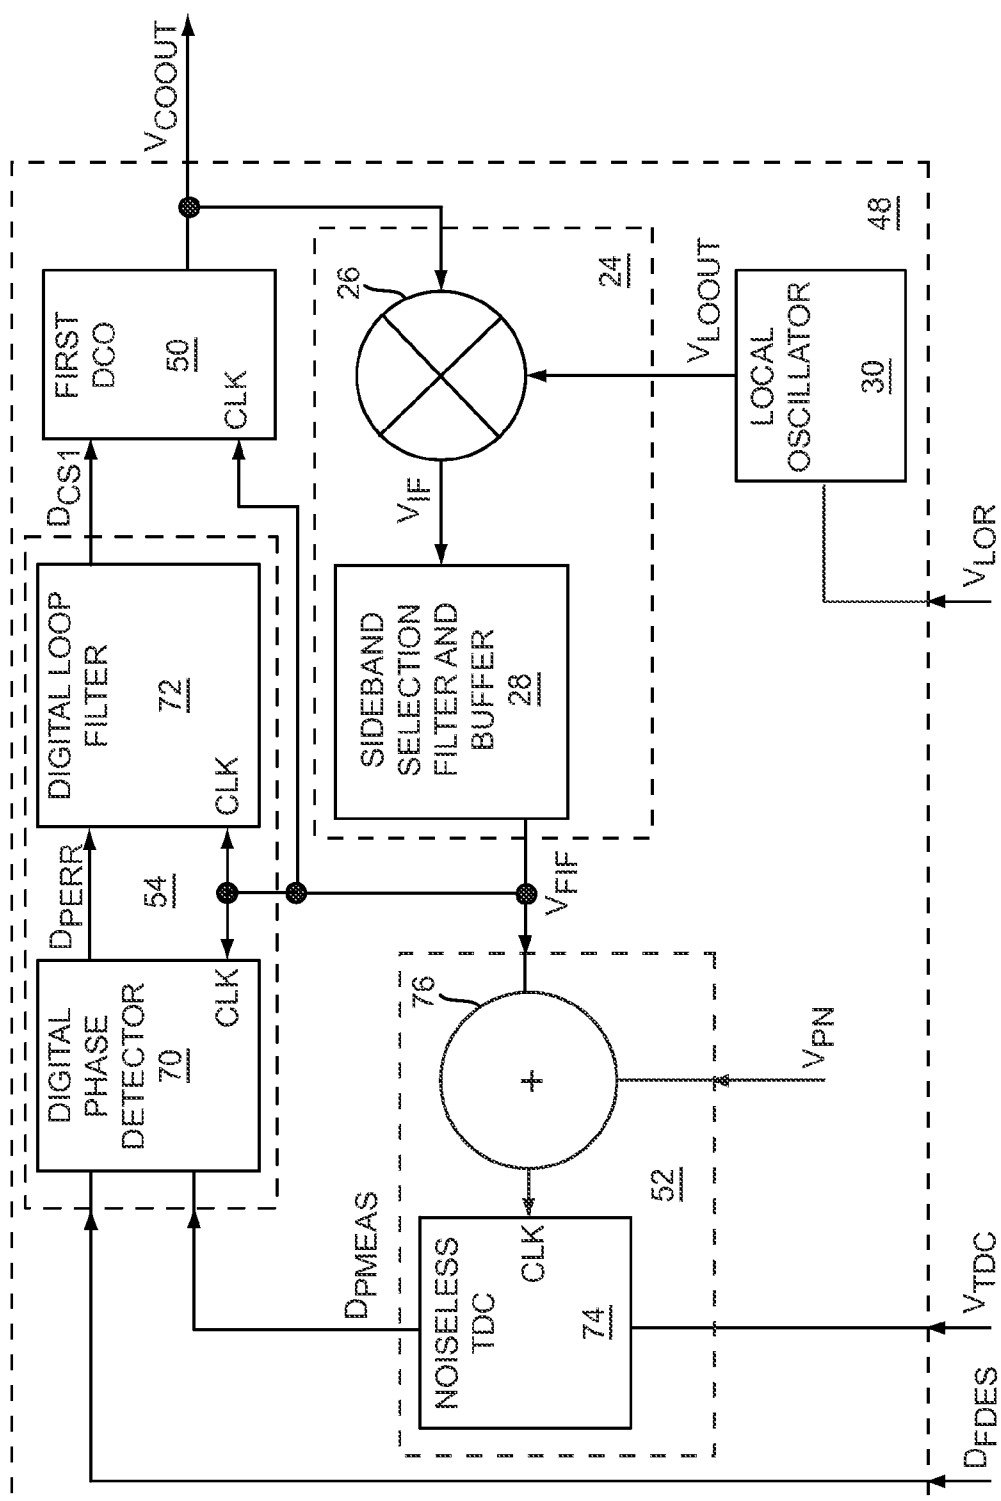 DFDES
VTDC
DIGITAL
PHASE
DETECTOR
70
CLK
DPERR
54
DIGITAL LOOP
FILTER
72
CLK
DCS1
FIRST
DCO
50
CLK
VCOOUT
DPMEAS
NOISELESS
TDC
74
CLK
76
+
52
VPN
VFIF
SIDEBAND
SELECTION
FILTER AND
BUFFER
28
VIF
26
24
VLOOUT
LOCAL
OSCILLATOR
30
VLOR
48